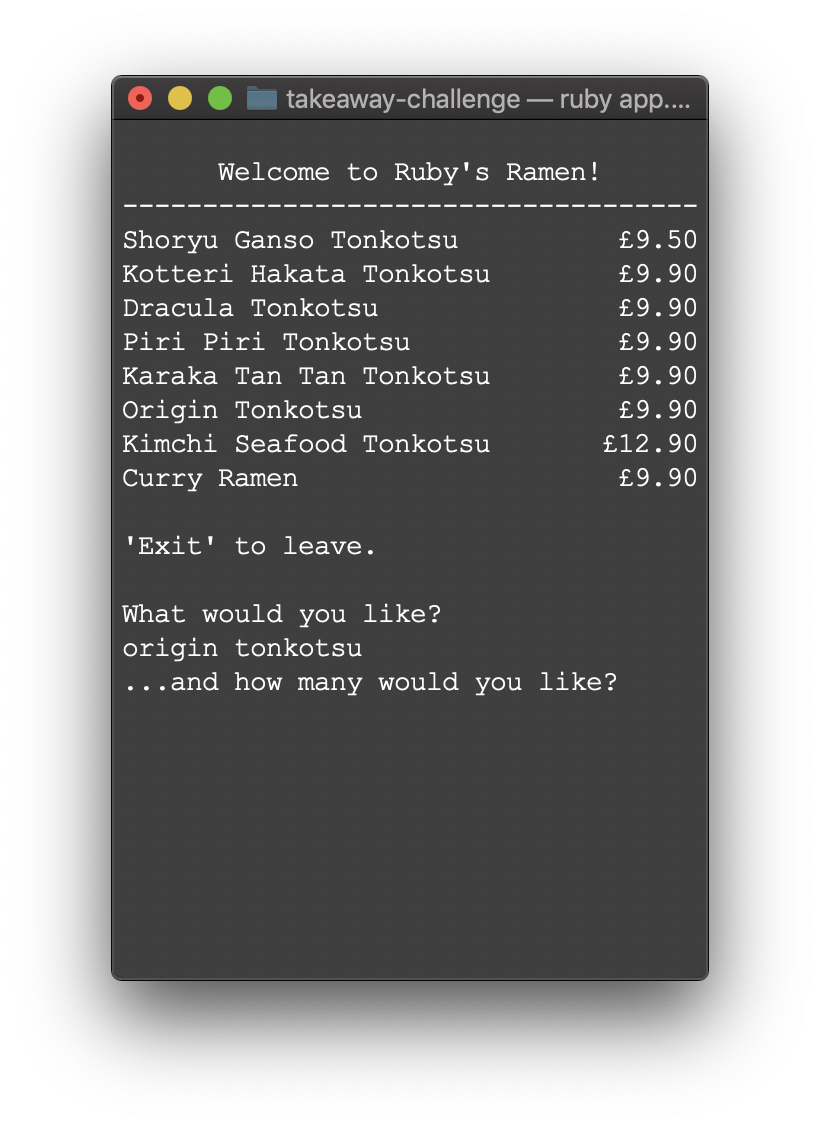 takeaway-challenge — ruby app....
Welcome to Ruby's Ramen!
------------------------------------
Shoryu Ganso Tonkotsu £9.50
Kotteri Hakata Tonkotsu £9.90
Dracula Tonkotsu £9.90
Piri Piri Tonkotsu £9.90
Karaka Tan Tan Tonkotsu £9.90
Origin Tonkotsu £9.90
Kimchi Seafood Tonkotsu £12.90
Curry Ramen £9.90
'Exit' to leave.
What would you like?
origin tonkotsu
...and how many would you like?